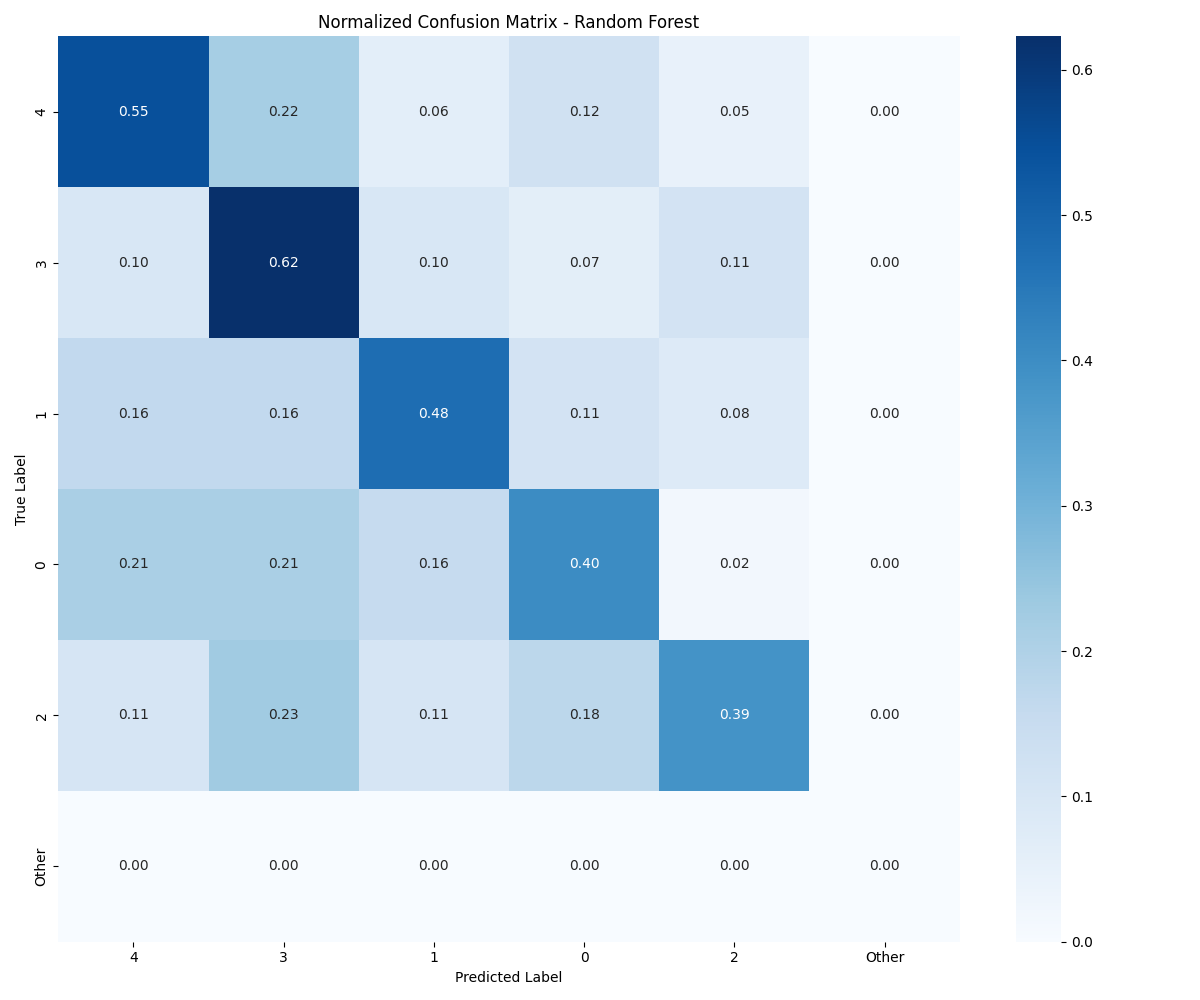 Normalized Confusion Matrix - Random Forest
4 0.55 0.22 0.06 0.12 0.05 0.00
3 0.10 0.62 0.10 0.07 0.11 0.00
1 0.16 0.16 0.48 0.11 0.08 0.00
0 0.21 0.21 0.16 0.40 0.02 0.00
2 0.11 0.23 0.11 0.18 0.39 0.00
Other 0.00 0.00 0.00 0.00 0.00 0.00
4 3 1 0 2 Other
Predicted Label
True Label
0.6
0.5
0.4
0.3
0.2
0.1
0.0